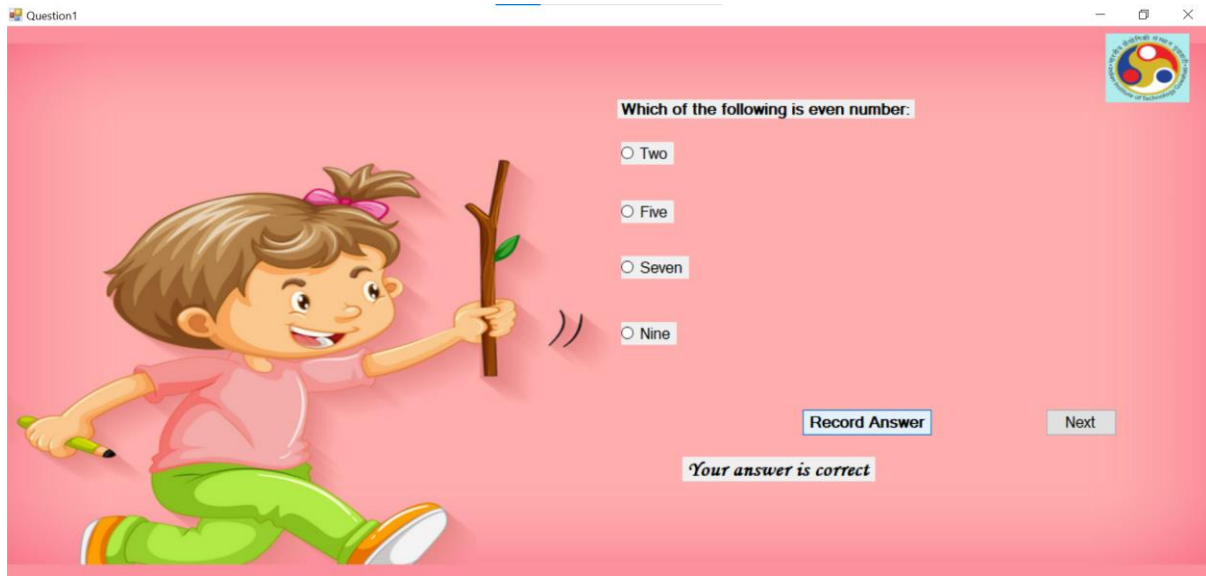 Question1
Which of the following is even number:
Two
Five
Seven
Nine
Record Answer
Next
Your answer is correct